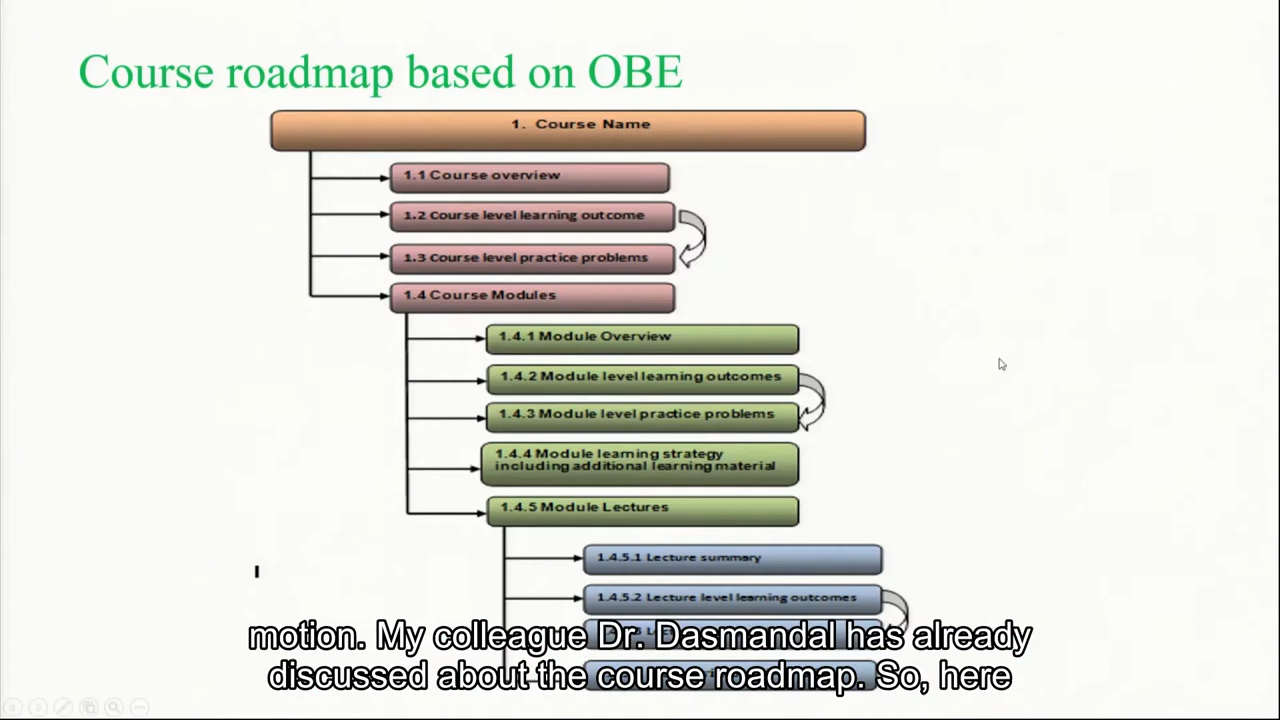 Course roadmap based on OBE
1. Course Name
1.1 Course overview
1.2 Course level learning outcome
1.3 Course level practice problems
1.4 Course Modules
1.4.1 Module Overview
1.4.2 Module level learning outcomes
1.4.3 Module level practice problems
1.4.4 Module learning strategy
including additional learning material
1.4.5 Module Lectures
1.4.5.1 Lecture summary
1.4.5.2 Lecture level learning outcomes
motion. My colleague Dr. Dasmandal has already
discussed about the course roadmap. So, here